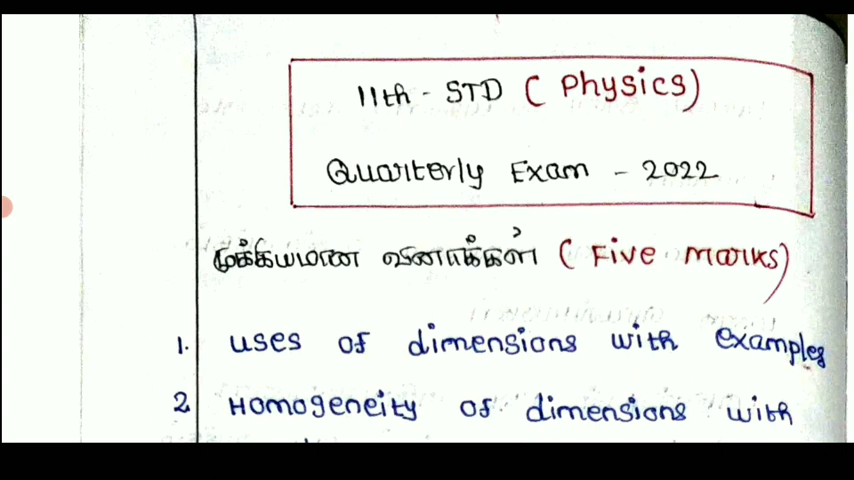 11th - STD ( Physics)
Quarterly Exam - 2022
முக்கியமான வினாக்கள் ( Five marks)
1. uses of dimensions with examples
2 Homogeneity of dimensions with